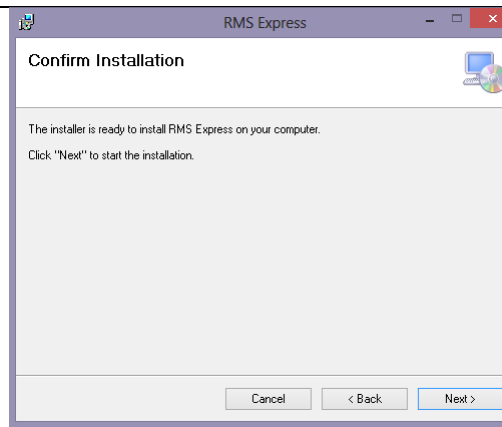 RMS Express
Confirm Installation
The installer is ready to install RMS Express on your computer.
Click "Next" to start the installation.
Cancel
< Back
Next >